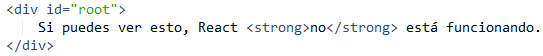 <div id="root">
Si puedes ver esto, React <strong>no</strong> está funcionando.
</div>